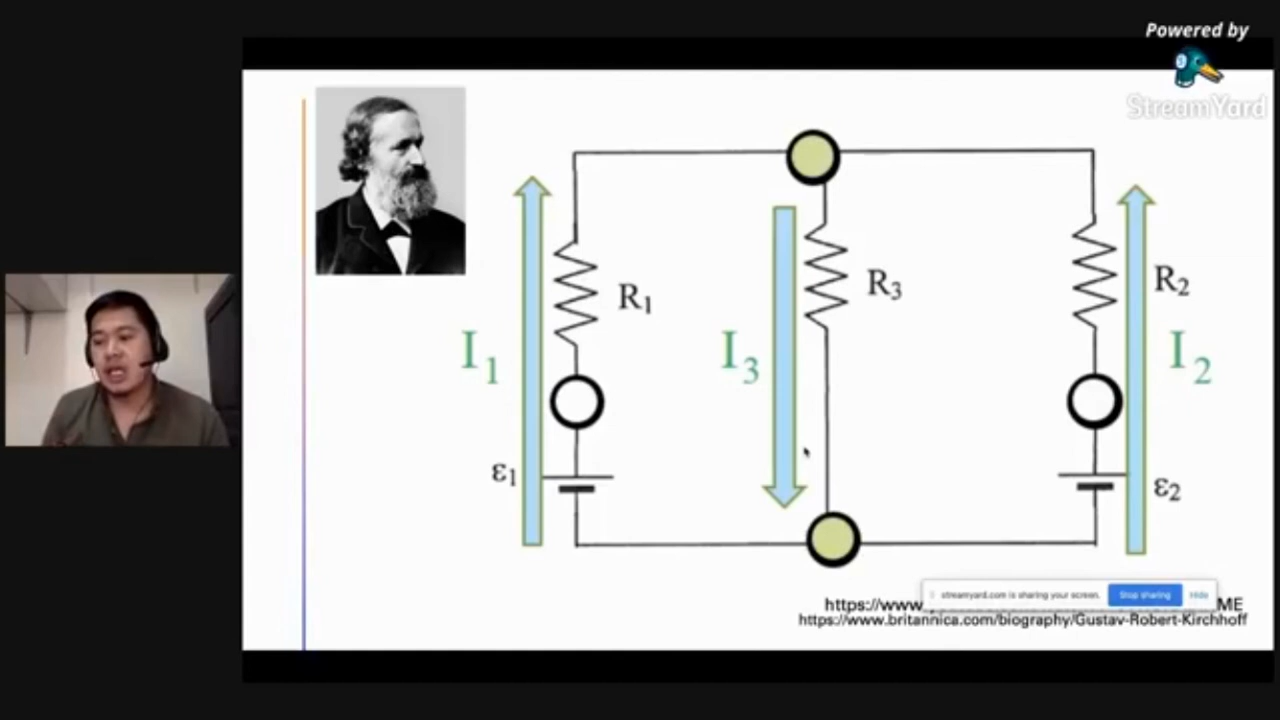 Powered by
StreamYard
R₁
R₃
R₂
I₁
I₃
I₂
ε₁
ε₂
streamyard.com is sharing your screen.
Stop sharing
Hide
https://www
ME
https://www.britannica.com/biography/Gustav-Robert-Kirchhoff